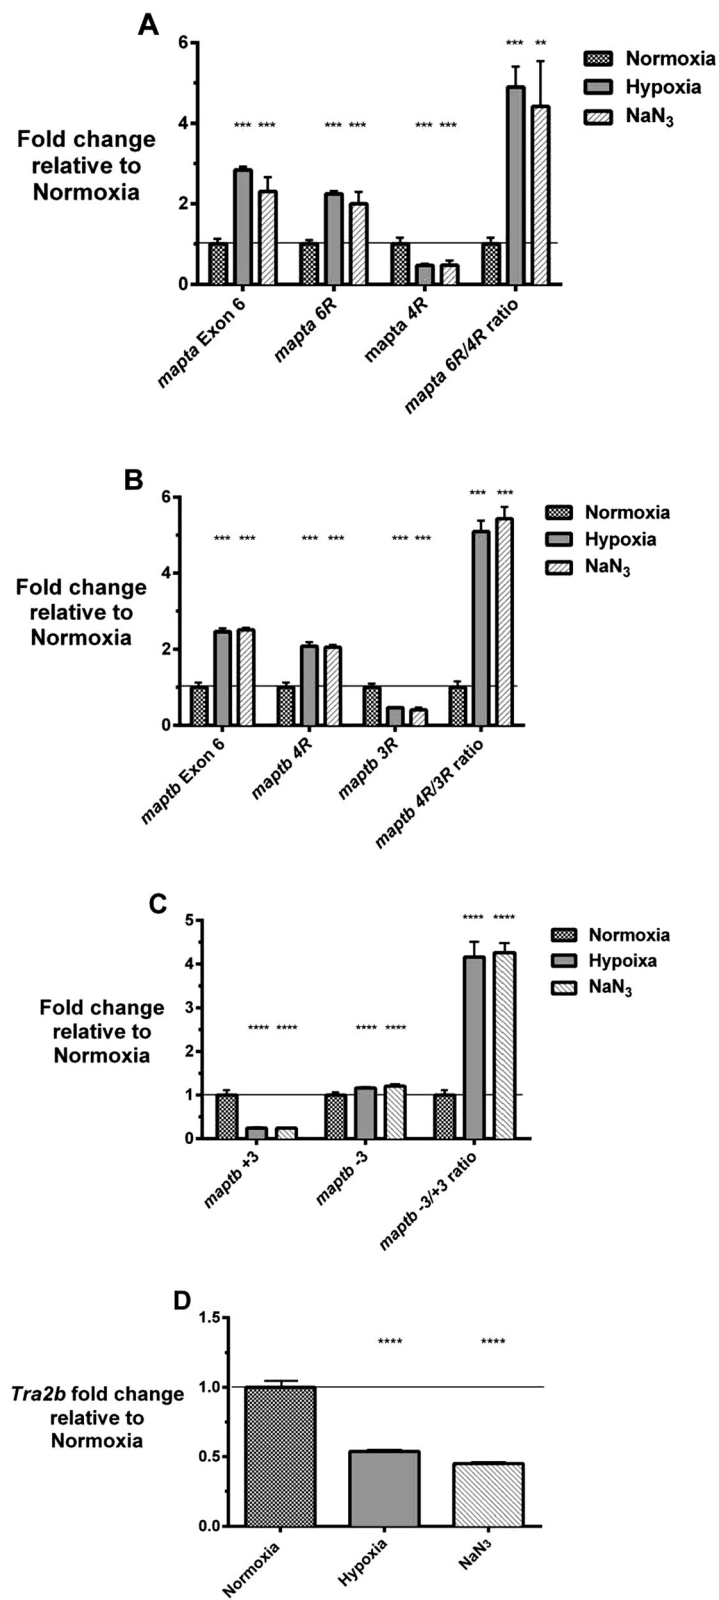 A
6
4
2
0
Fold change
relative to
Normoxia
*** ***
*** ***
*** ***
*** **
Normoxia
Hypoxia
NaN3
mapta Exon 6
mapta 6R
mapta 4R
mapta 6R/4R ratio
B
6
4
2
0
Fold change
relative to
Normoxia
*** ***
*** ***
*** ***
*** ***
Normoxia
Hypoxia
NaN3
maptb Exon 6
maptb 4R
maptb 3R
maptb 4R/3R ratio
C
5
4
3
2
1
0
Fold change
relative to
Normoxia
**** ****
**** ****
**** ****
Normoxia
Hypoixa
NaN3
maptb +3
maptb -3
maptb -3/+3 ratio
D
1.5
1.0
0.5
0.0
Tra2b fold change
relative to
Normoxia
**** ****
Normoxia
Hypoxia
NaN3